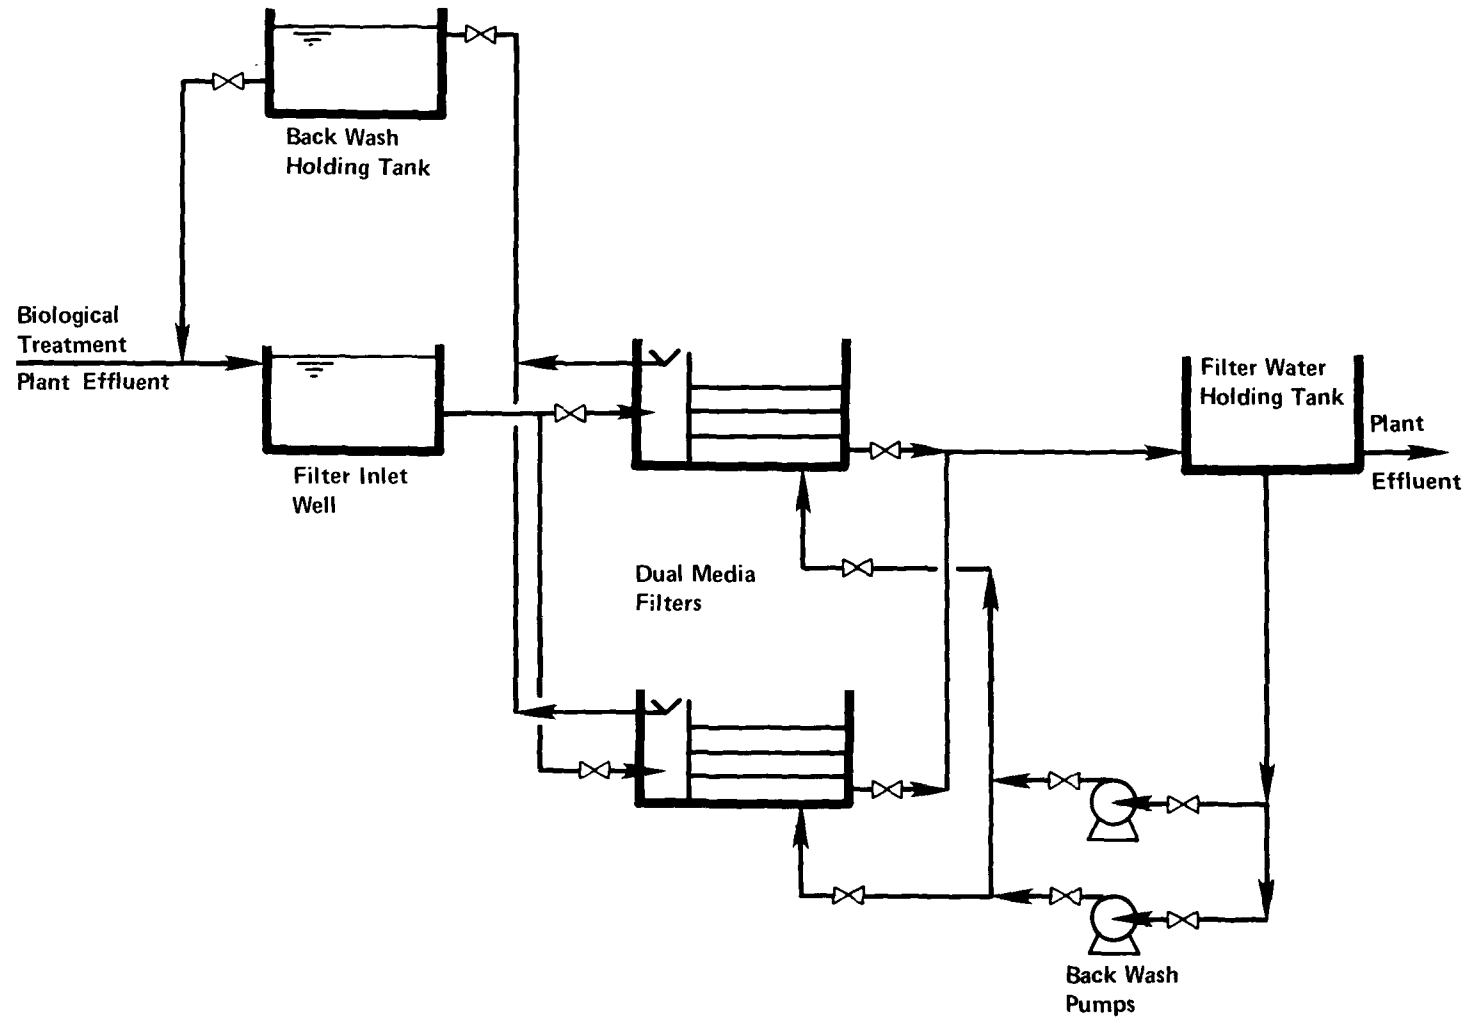 Back Wash
Holding Tank
Biological
Treatment
Plant Effluent
Filter Inlet
Well
Filter Water
Holding Tank
Plant
Effluent
Dual Media
Filters
Back Wash
Pumps